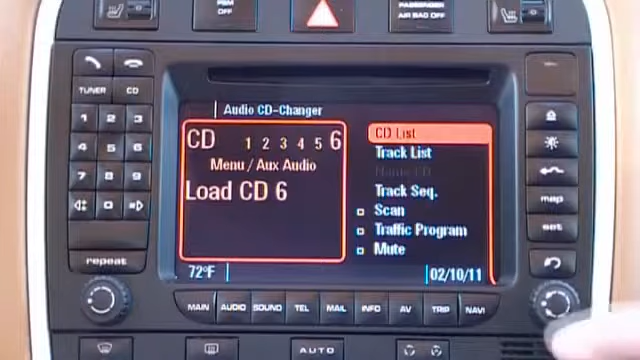 PSM
OFF
PASSENGER
AIR BAG OFF
TUNER
CD
1 2 3
4 5 6
7 8 9
0
repeat
Audio CD-Changer
CD 1 2 3 4 5 6
Menu / Aux Audio
Load CD 6
CD List
Track List
Name CD
Track Seq.
Scan
Traffic Program
Mute
72°F
02/10/11
map
set
MAIN AUDIO SOUND TEL MAIL INFO AV TRIP NAVI
AUTO